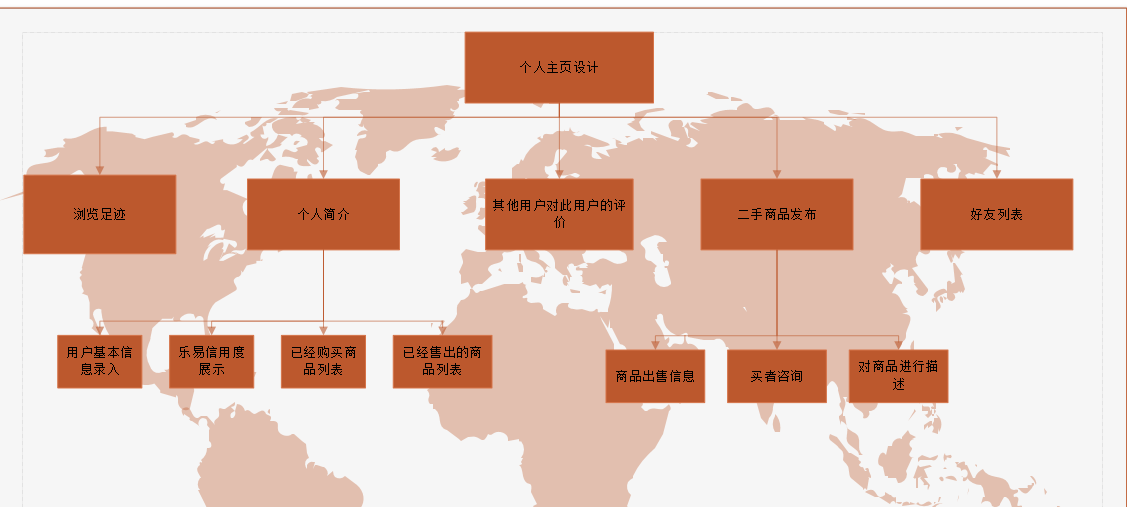 个人主页设计
浏览足迹
个人简介
其他用户对此用户的评
价
二手商品发布
好友列表
用户基本信
息录入
乐易信用度
展示
已经购买商
品列表
已经售出的商
品列表
商品出售信息
买者咨询
对商品进行描
述